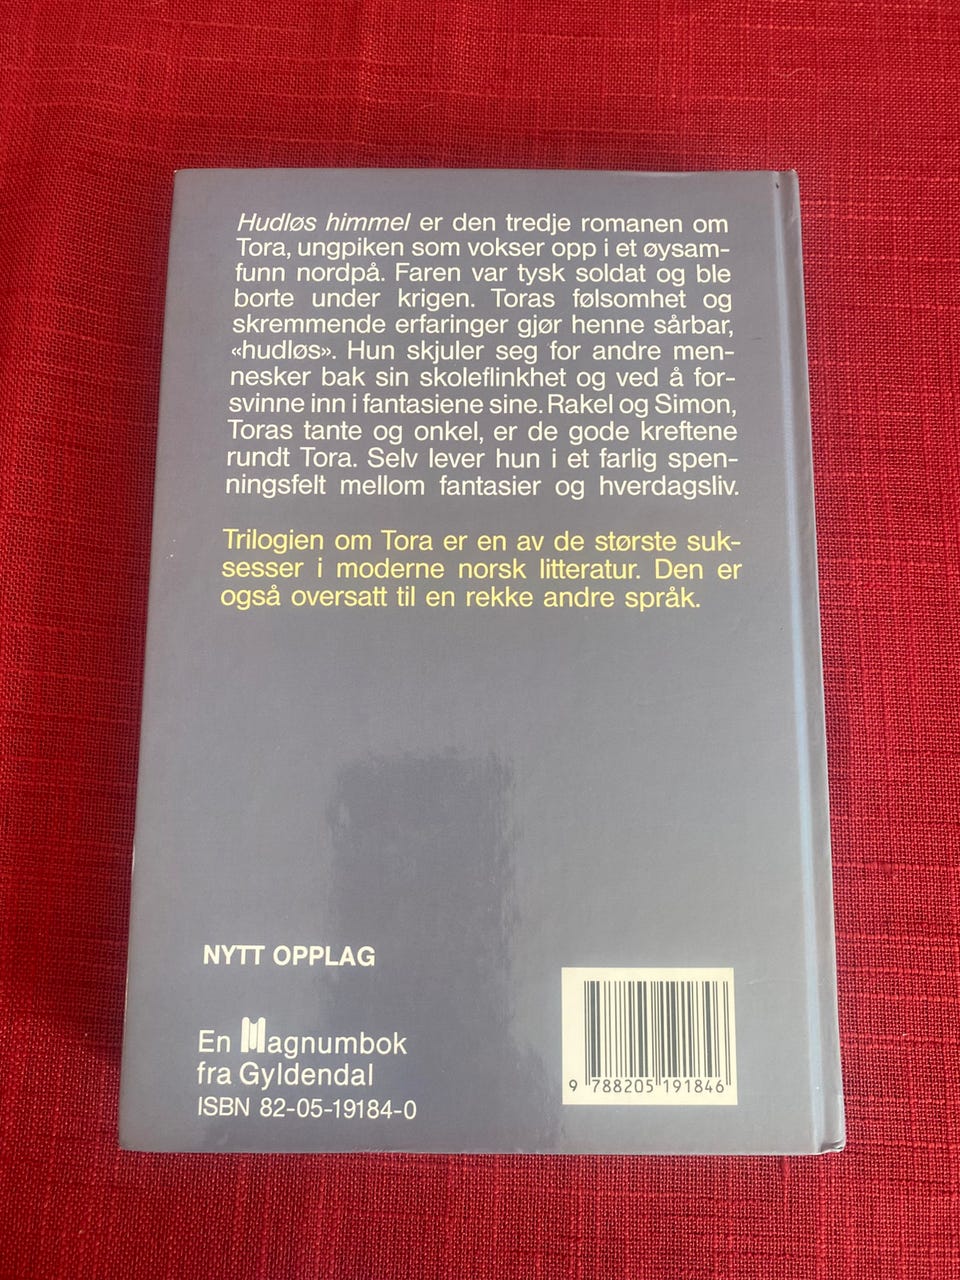 Hudløs himmel er den tredje romanen om
Tora, ungpiken som vokser opp i et øysam-
funn nordpå. Faren var tysk soldat og ble
borte under krigen. Toras følsomhet og
skremmende erfaringer gjør henne sårbar,
«hudløs». Hun skjuler seg for andre men-
nesker bak sin skoleflinkhet og ved å for-
svinne inn i fantasiene sine. Rakel og Simon,
Toras tante og onkel, er de gode kreftene
rundt Tora. Selv lever hun i et farlig spen-
ningsfelt mellom fantasier og hverdagsliv.
Trilogien om Tora er en av de største suk-
sesser i moderne norsk litteratur. Den er
også oversatt til en rekke andre språk.
NYTT OPPLAG
En Magnumbok
fra Gyldendal
ISBN 82-05-19184-0
9 788205 191846